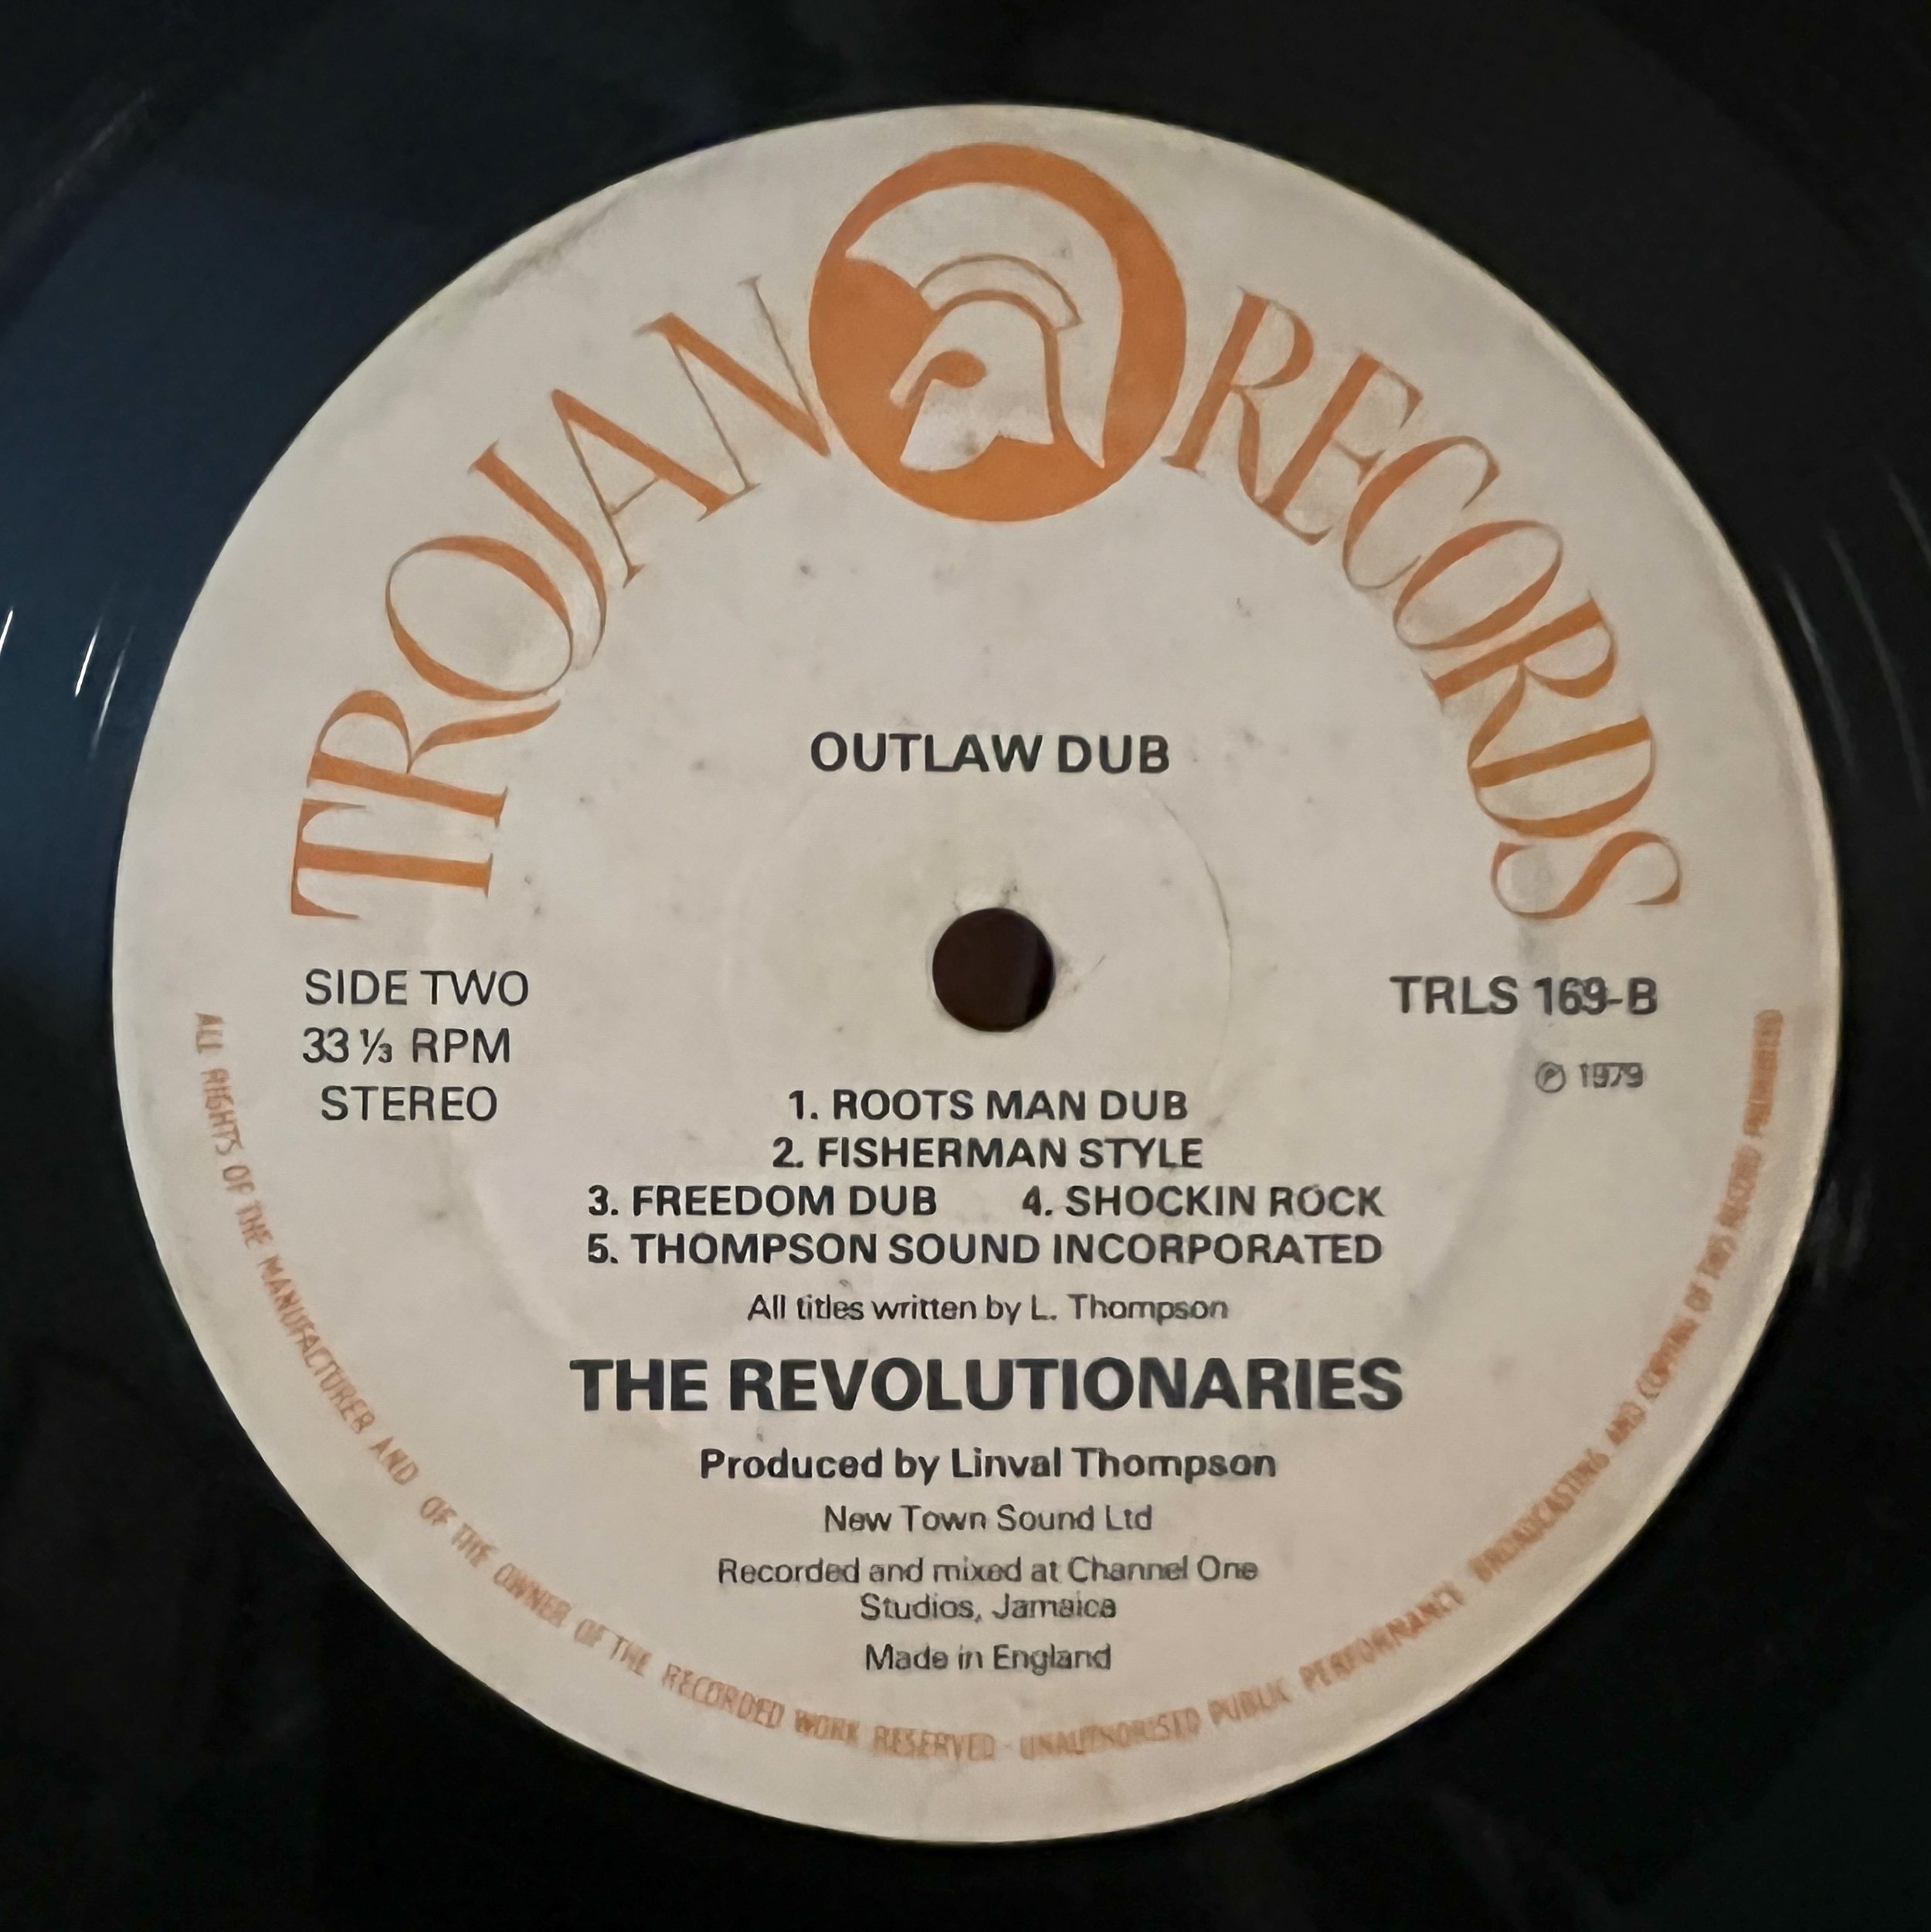 TROJAN RECORDS
OUTLAW DUB
SIDE TWO
33 ⅓ RPM
STEREO
TRLS 169-B
℗ 1979
1. ROOTS MAN DUB
2. FISHERMAN STYLE
3. FREEDOM DUB 4. SHOCKIN ROCK
5. THOMPSON SOUND INCORPORATED
All titles written by L. Thompson
THE REVOLUTIONARIES
Produced by Linval Thompson
New Town Sound Ltd
Recorded and mixed at Channel One
Studios, Jamaica
Made in England
ALL RIGHTS OF THE MANUFACTURER AND OF THE OWNER OF THE RECORDED WORK RESERVED - UNAUTHORISED PUBLIC PERFORMANCE BROADCASTING AND COPYING OF THIS RECORD PROHIBITED